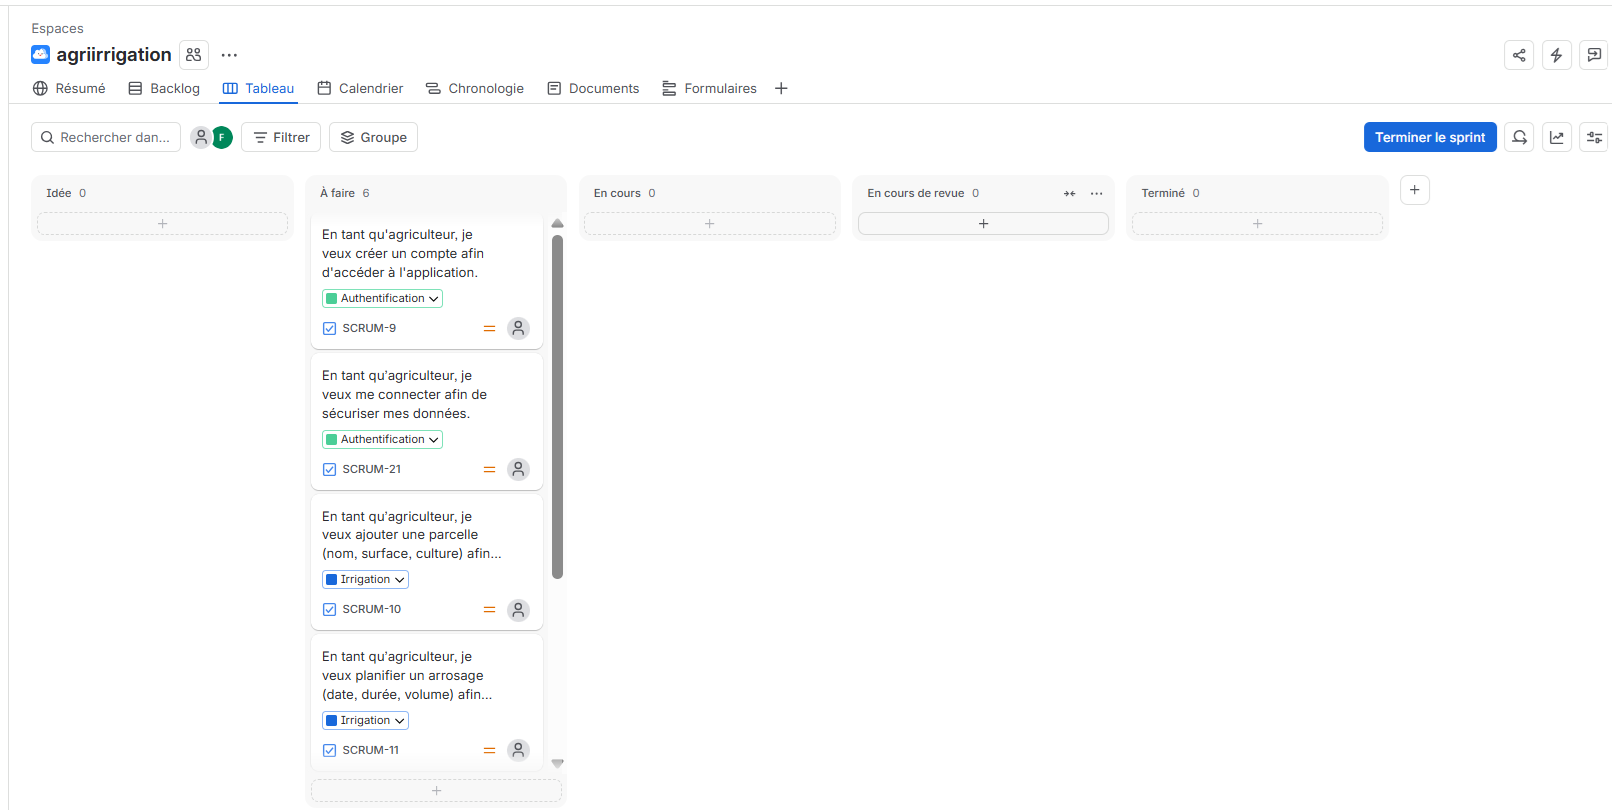 Espaces
agriirrigation
Résumé Backlog Tableau Calendrier Chronologie Documents Formulaires
Rechercher dan... F Filtrer Groupe Terminer le sprint
Idée 0
À faire 6
En tant qu'agriculteur, je
veux créer un compte afin
d'accéder à l'application.
Authentification
SCRUM-9
En tant qu’agriculteur, je
veux me connecter afin de
sécuriser mes données.
Authentification
SCRUM-21
En tant qu’agriculteur, je
veux ajouter une parcelle
(nom, surface, culture) afin...
Irrigation
SCRUM-10
En tant qu’agriculteur, je
veux planifier un arrosage
(date, durée, volume) afin...
Irrigation
SCRUM-11
En cours 0
En cours de revue 0
Terminé 0